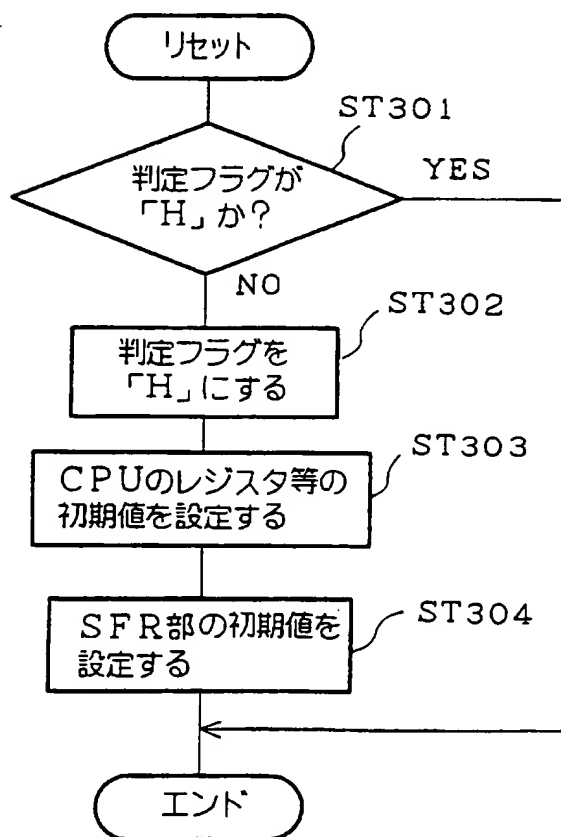 リセット
ST301
判定フラグが
「H」か?
YES
NO
ST302
判定フラグを
「H」にする
ST303
CPUのレジスタ等の
初期値を設定する
ST304
SFR部の初期値を
設定する
エンド